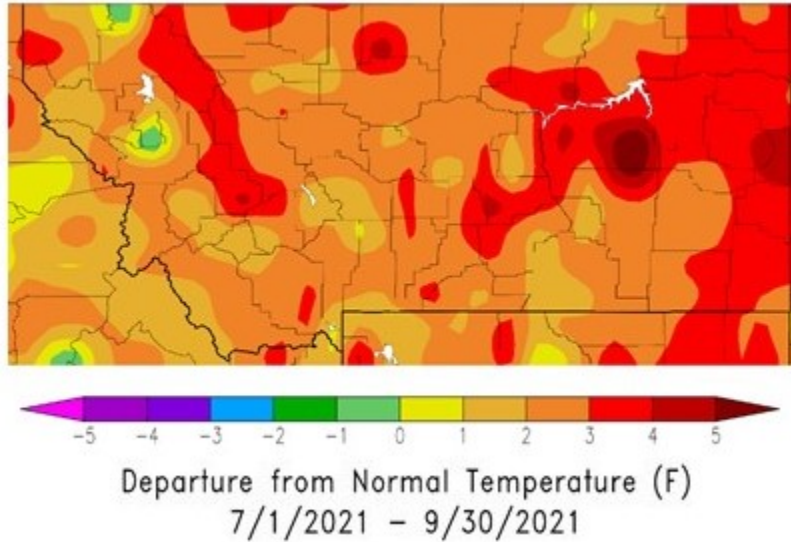 -5 -4 -3 -2 -1 0 1 2 3 4 5
Departure from Normal Temperature (F)
7/1/2021 – 9/30/2021